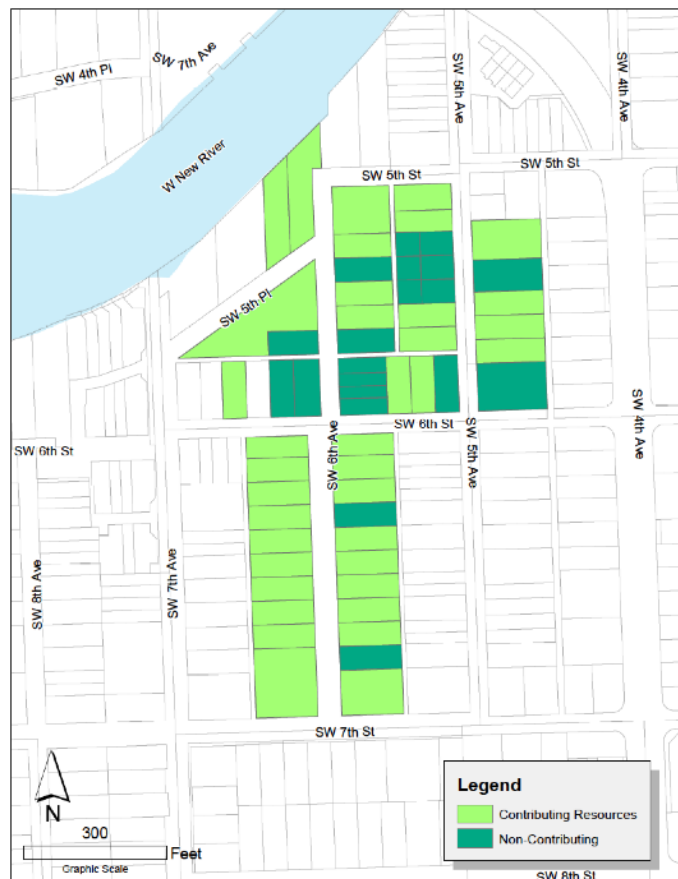 SW 7th Ave
SW 4th Pl
SW 5th Ave
SW 4th Ave
W New River
SW 5th St
SW 5th St
SW 5th Pl
SW 6th St
SW 6th St
SW 6th Ave
SW 5th Ave
SW 4th Ave
SW 8th Ave
SW 7th Ave
SW 7th St
N
300
Feet
Graphic Scale
Legend
Contributing Resources
Non-Contributing
SW 8th St